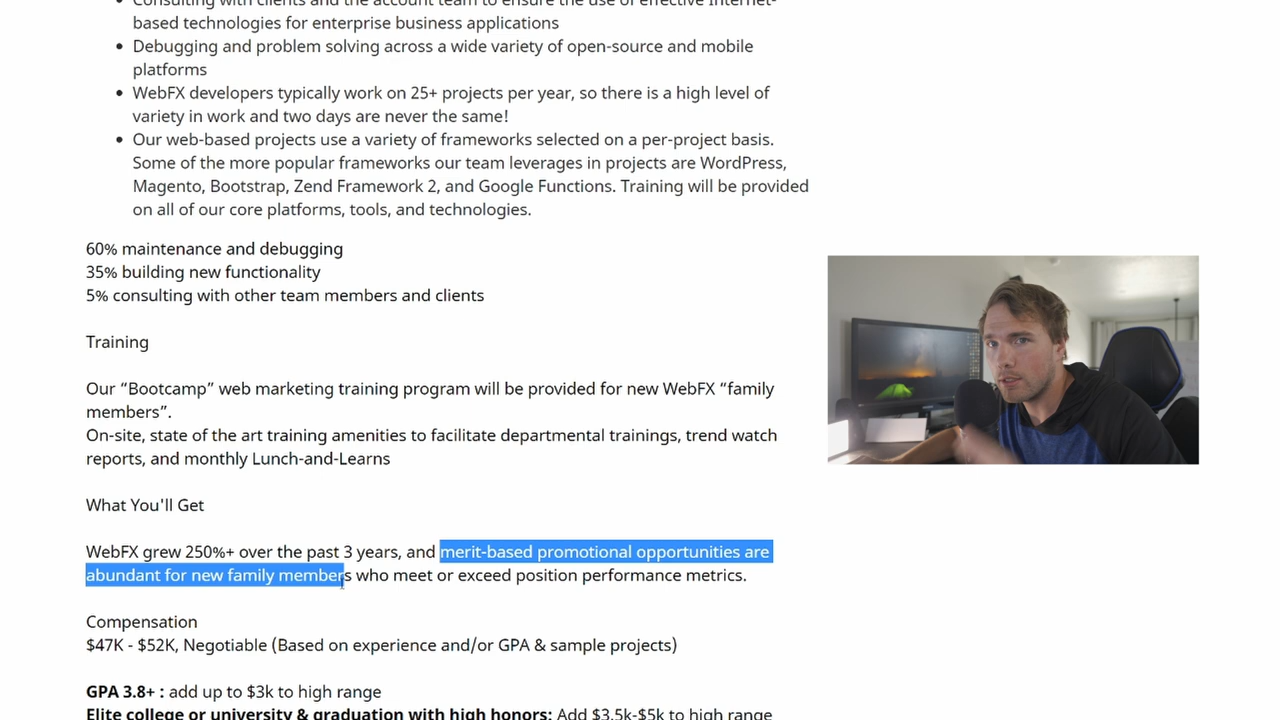 Consulting with clients and the account team to ensure the use of effective Internet-
based technologies for enterprise business applications
Debugging and problem solving across a wide variety of open-source and mobile
platforms
WebFX developers typically work on 25+ projects per year, so there is a high level of
variety in work and two days are never the same!
Our web-based projects use a variety of frameworks selected on a per-project basis.
Some of the more popular frameworks our team leverages in projects are WordPress,
Magento, Bootstrap, Zend Framework 2, and Google Functions. Training will be provided
on all of our core platforms, tools, and technologies.
60% maintenance and debugging
35% building new functionality
5% consulting with other team members and clients
Training
Our “Bootcamp” web marketing training program will be provided for new WebFX “family
members”.
On-site, state of the art training amenities to facilitate departmental trainings, trend watch
reports, and monthly Lunch-and-Learns
What You'll Get
WebFX grew 250%+ over the past 3 years, and merit-based promotional opportunities are
abundant for new family members who meet or exceed position performance metrics.
Compensation
$47K - $52K, Negotiable (Based on experience and/or GPA & sample projects)
GPA 3.8+ : add up to $3k to high range
Elite college or university & graduation with high honors: Add $3.5k-$5k to high range